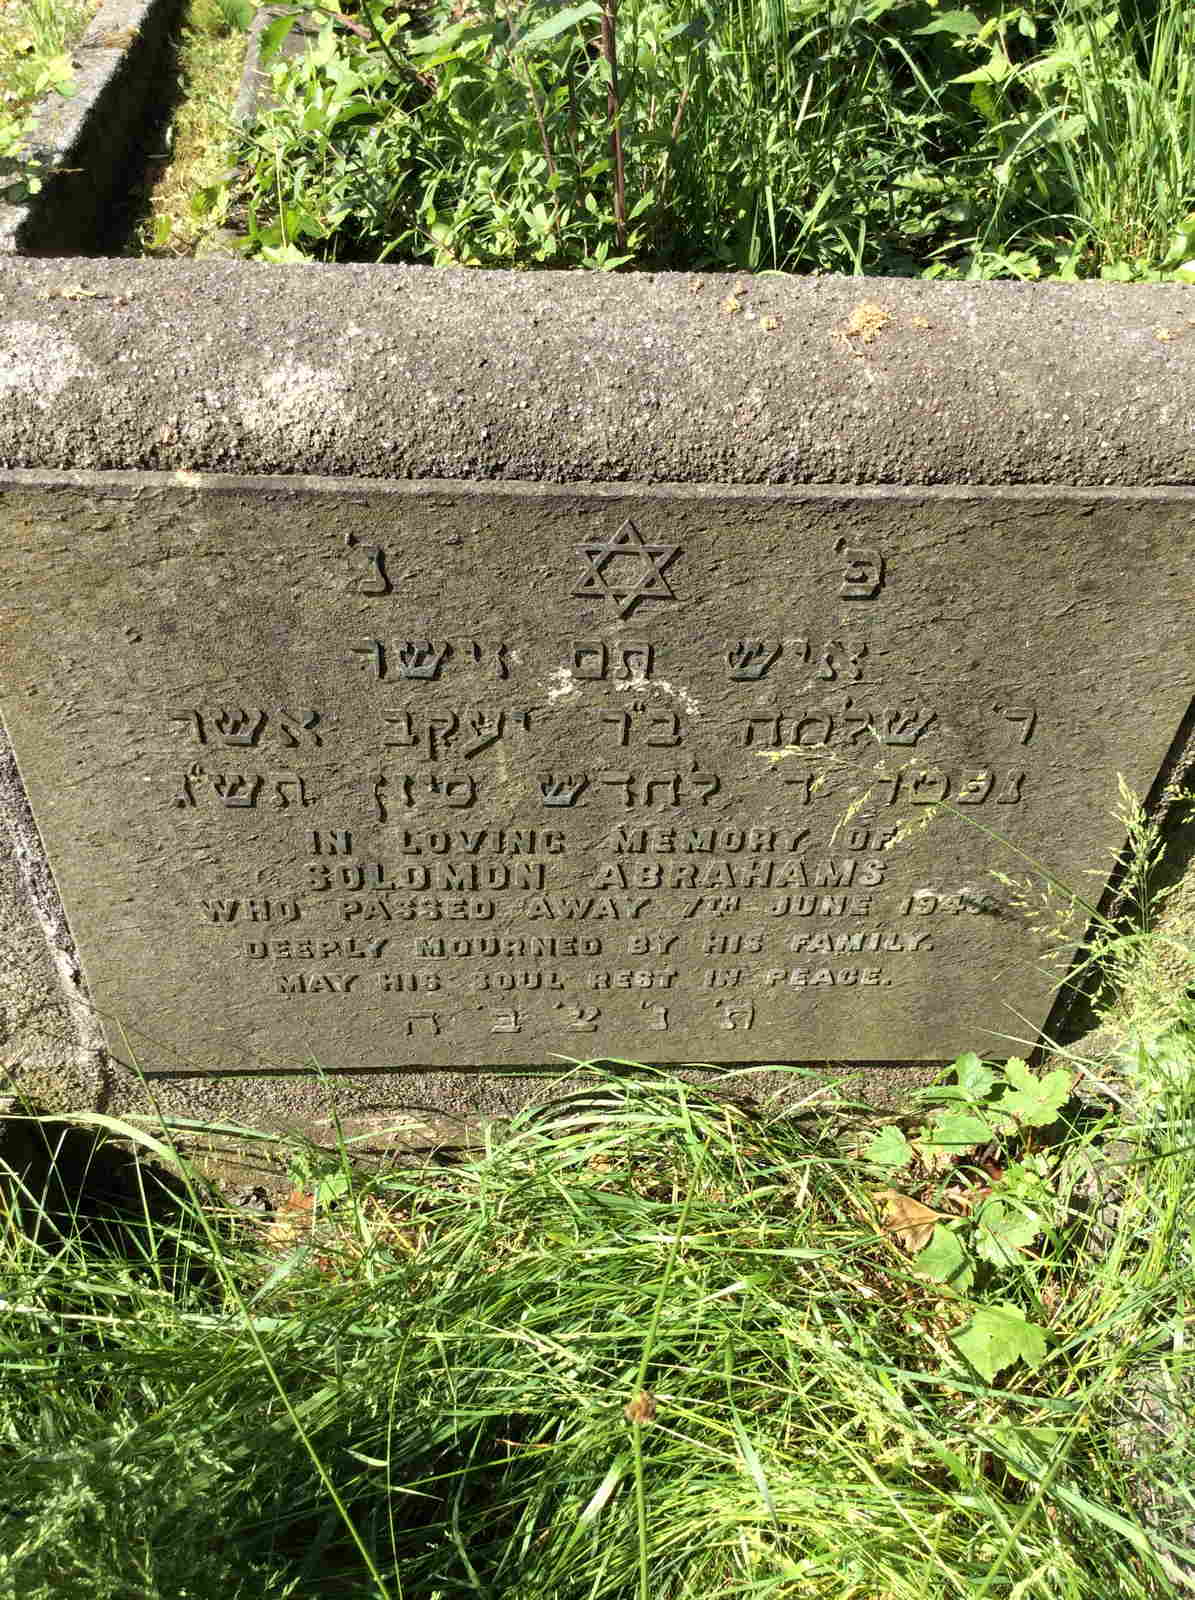 פ' נ'
איש תם וישר
ר' שלמה ב"ר יעקב אשר
נפטר ד' לחדש סיון תש"ג
IN LOVING MEMORY OF
SOLOMON ABRAHAMS
WHO PASSED AWAY 7TH JUNE 1943
DEEPLY MOURNED BY HIS FAMILY.
MAY HIS SOUL REST IN PEACE.
ת' נ' צ' ב' ה'